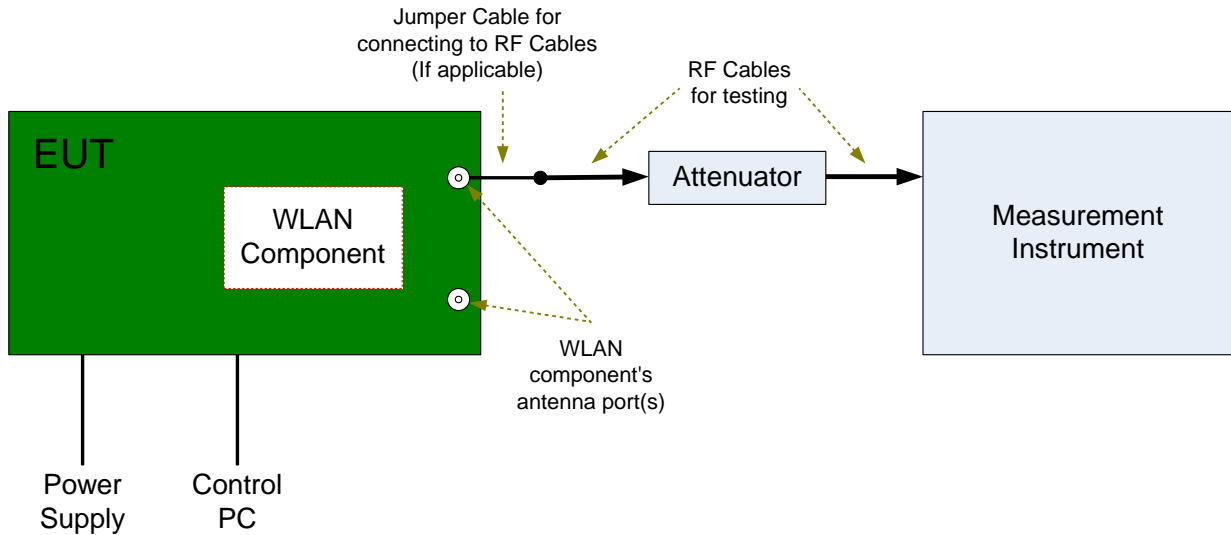 Jumper Cable for
connecting to RF Cables
(If applicable)
RF Cables
for testing
EUT
WLAN
Component
Attenuator
Measurement
Instrument
WLAN
component's
antenna port(s)
Power
Supply
Control
PC